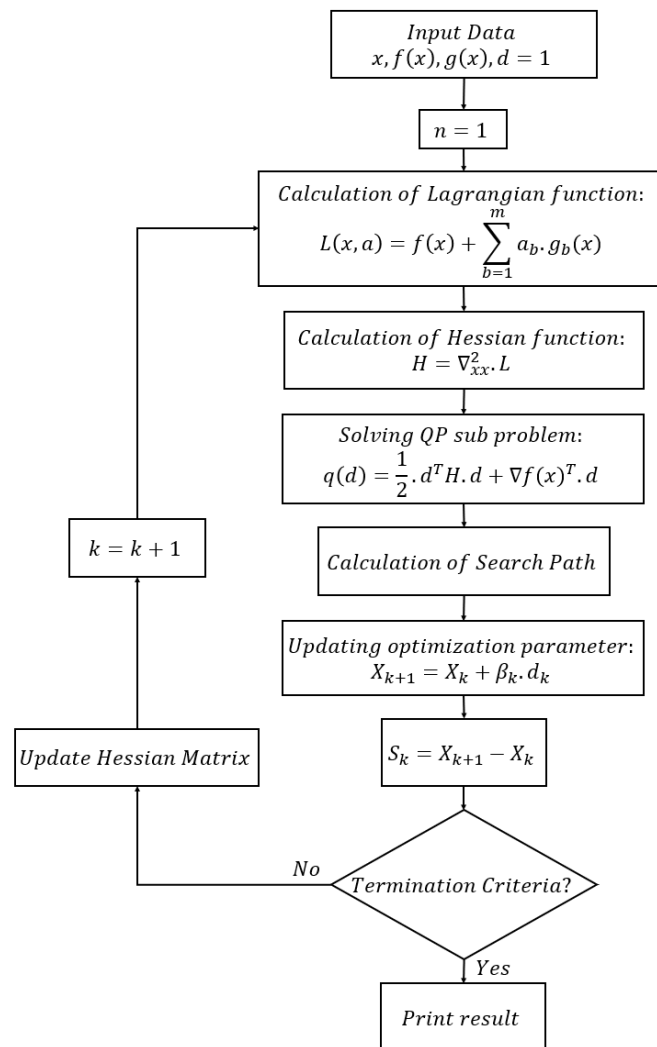 Input Data
x, f(x), g(x), d = 1
n = 1
Calculation of Lagrangian function:
L(x, a) = f(x) + ∑_{b=1}^{m} a_b. g_b(x)
Calculation of Hessian function:
H = ∇²_{xx}. L
Solving QP sub problem:
q(d) = 1/2 . d^T H. d + ∇f(x)^T. d
k = k + 1
Calculation of Search Path
Updating optimization parameter:
X_{k+1} = X_k + β_k. d_k
Update Hessian Matrix
S_k = X_{k+1} − X_k
No
Termination Criteria?
Yes
Print result